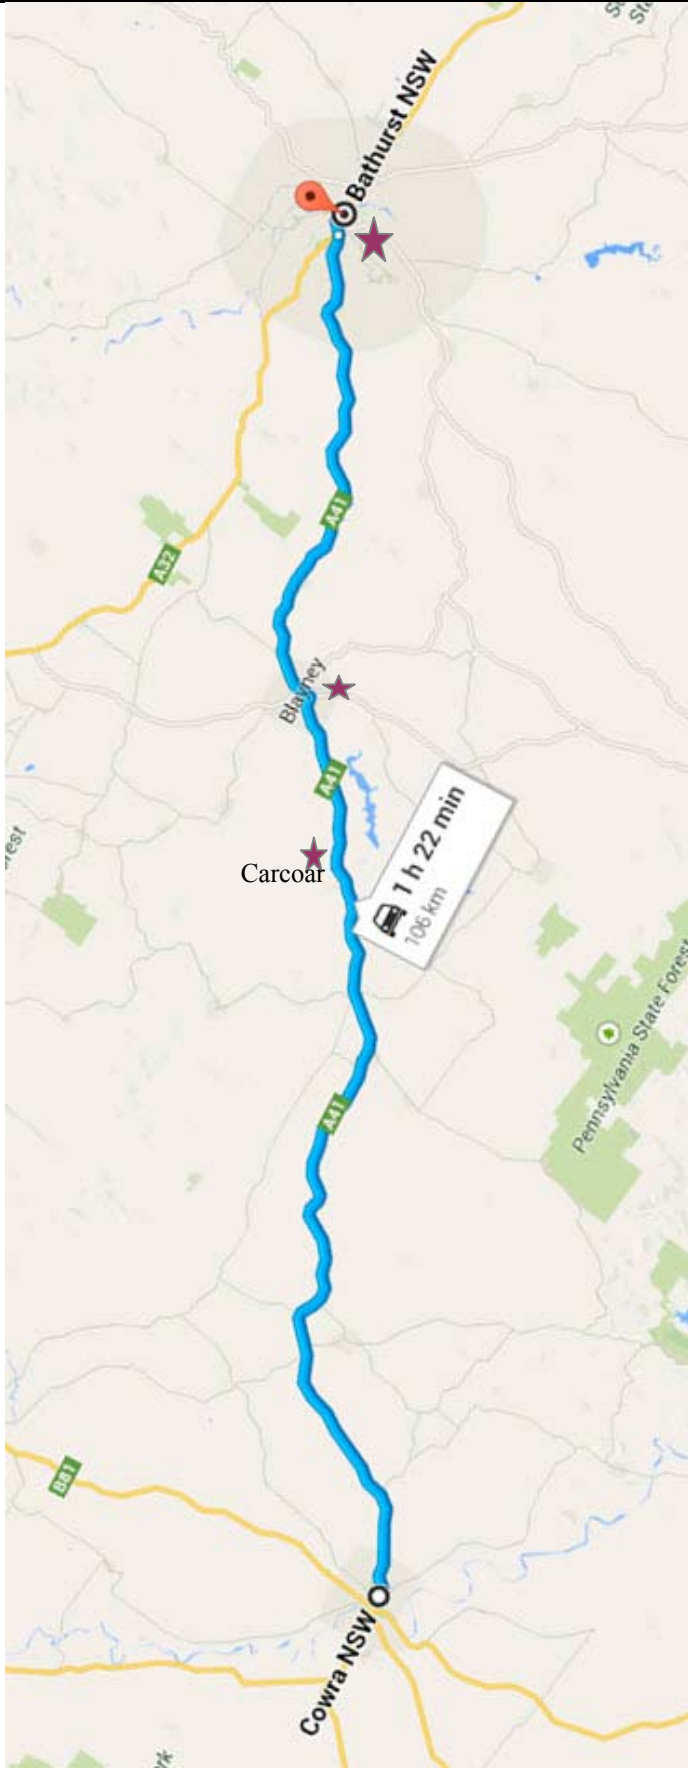 Bathurst NSW
A41
A32
Blayney
A41
1 h 22 min
106 km
Carcoar
Pennsylvania State Forest
A41
B81
Cowra NSW